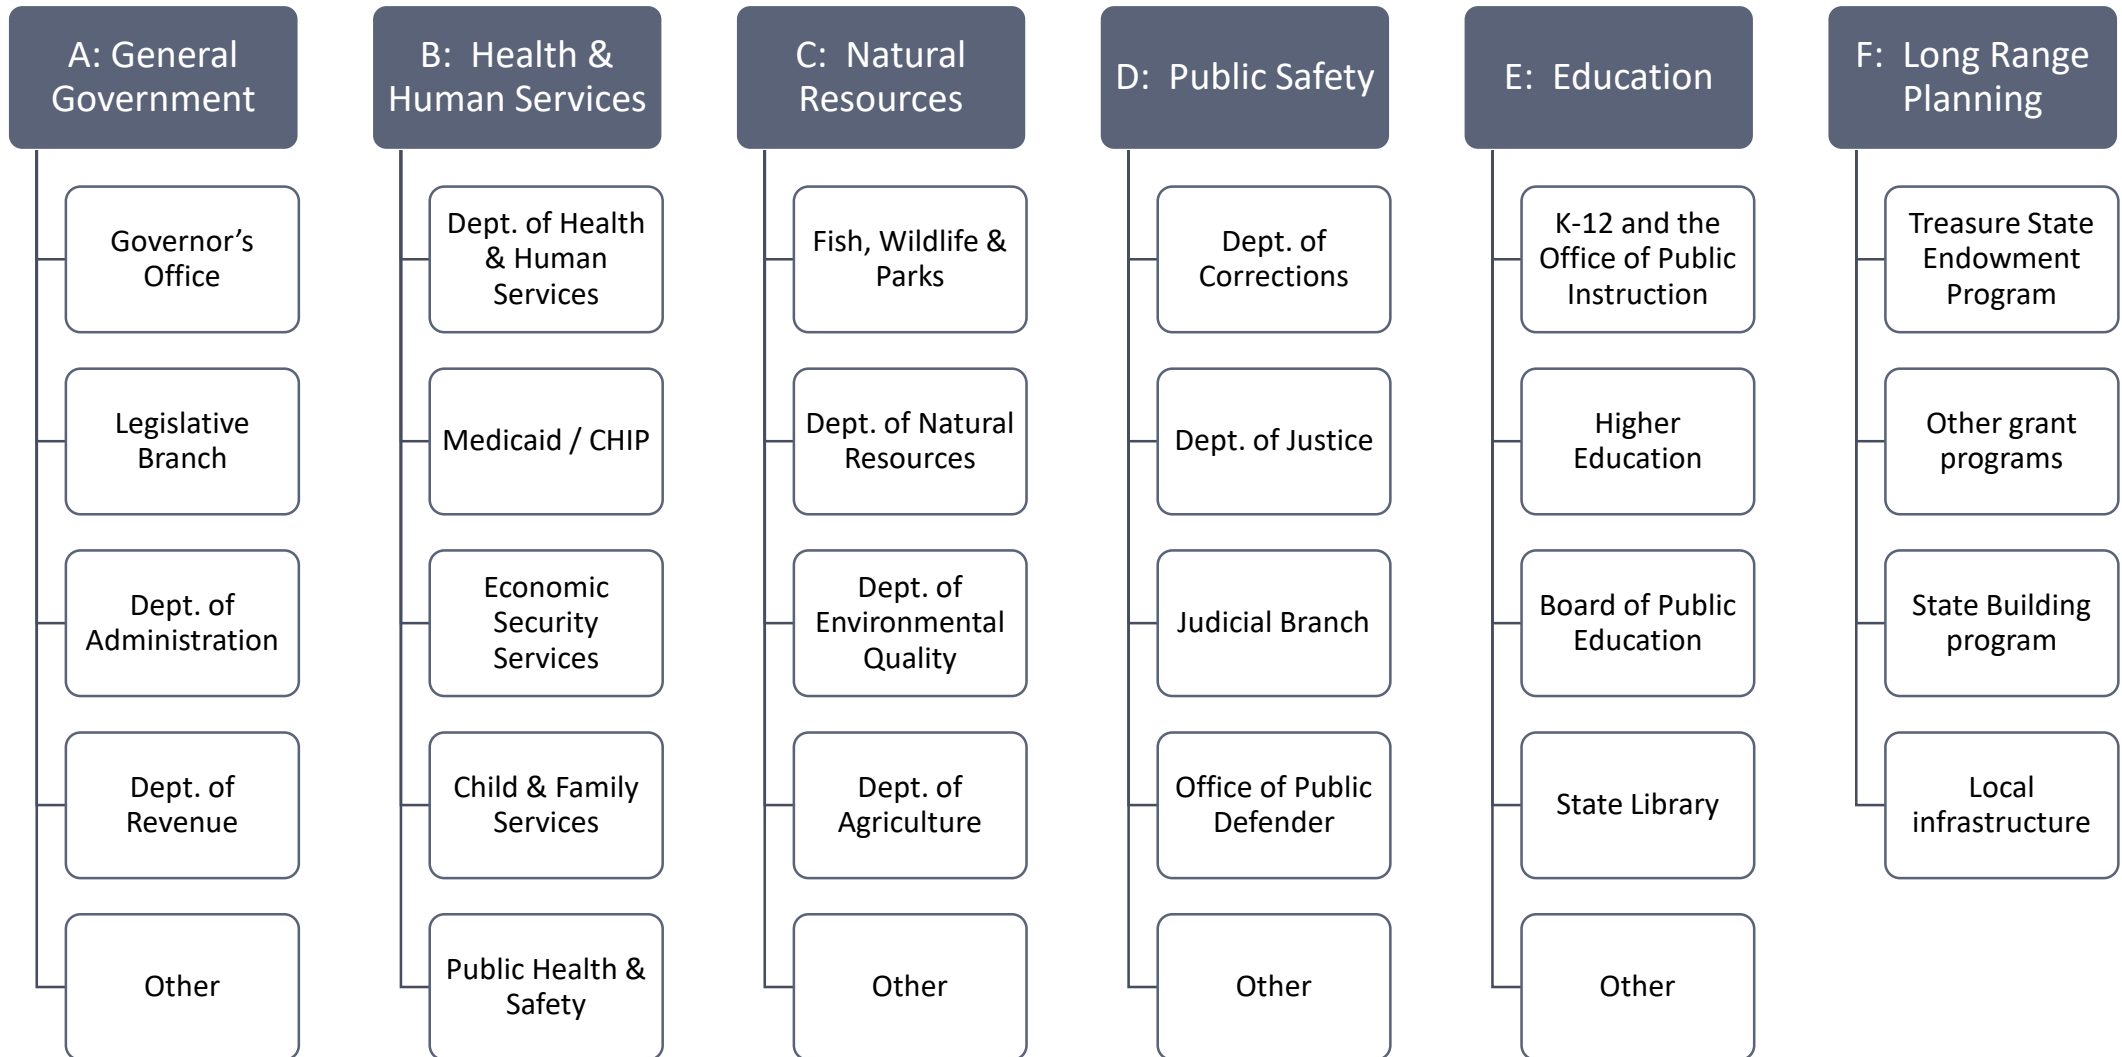 A: General
Government
Governor's
Office
Legislative
Branch
Dept. of
Administration
Dept. of
Revenue
Other
B: Health &
Human Services
Dept. of Health
& Human
Services
Medicaid / CHIP
Economic
Security
Services
Child & Family
Services
Public Health &
Safety
C: Natural
Resources
Fish, Wildlife &
Parks
Dept. of Natural
Resources
Dept. of
Environmental
Quality
Dept. of
Agriculture
Other
D: Public Safety
Dept. of
Corrections
Dept. of Justice
Judicial Branch
Office of Public
Defender
Other
E: Education
K-12 and the
Office of Public
Instruction
Higher
Education
Board of Public
Education
State Library
Other
F: Long Range
Planning
Treasure State
Endowment
Program
Other grant
programs
State Building
program
Local
infrastructure